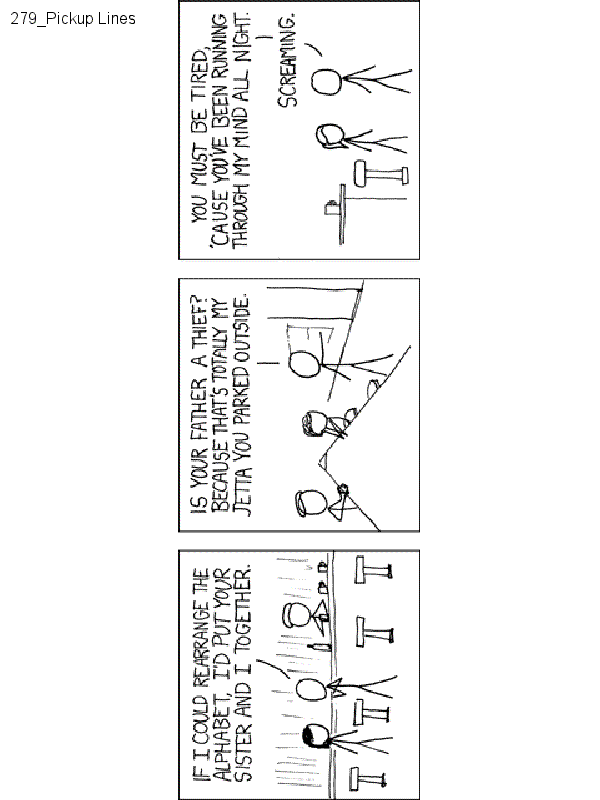 279_Pickup Lines
IF I COULD REARRANGE THE
ALPHABET, I'D PUT YOUR
SISTER AND I TOGETHER.
IS YOUR FATHER A THIEF?
BECAUSE THAT'S TOTALLY MY
JETTA YOU PARKED OUTSIDE.
YOU MUST BE TIRED,
'CAUSE YOU'VE BEEN RUNNING
THROUGH MY MIND ALL NIGHT.
SCREAMING.